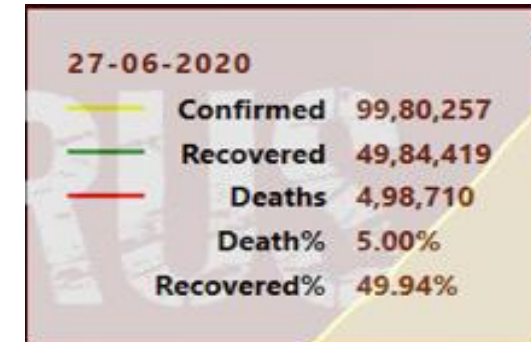 27-06-2020
Confirmed 99,80,257
Recovered 49,84,419
Deaths 4,98,710
Death% 5.00%
Recovered% 49.94%
RUS